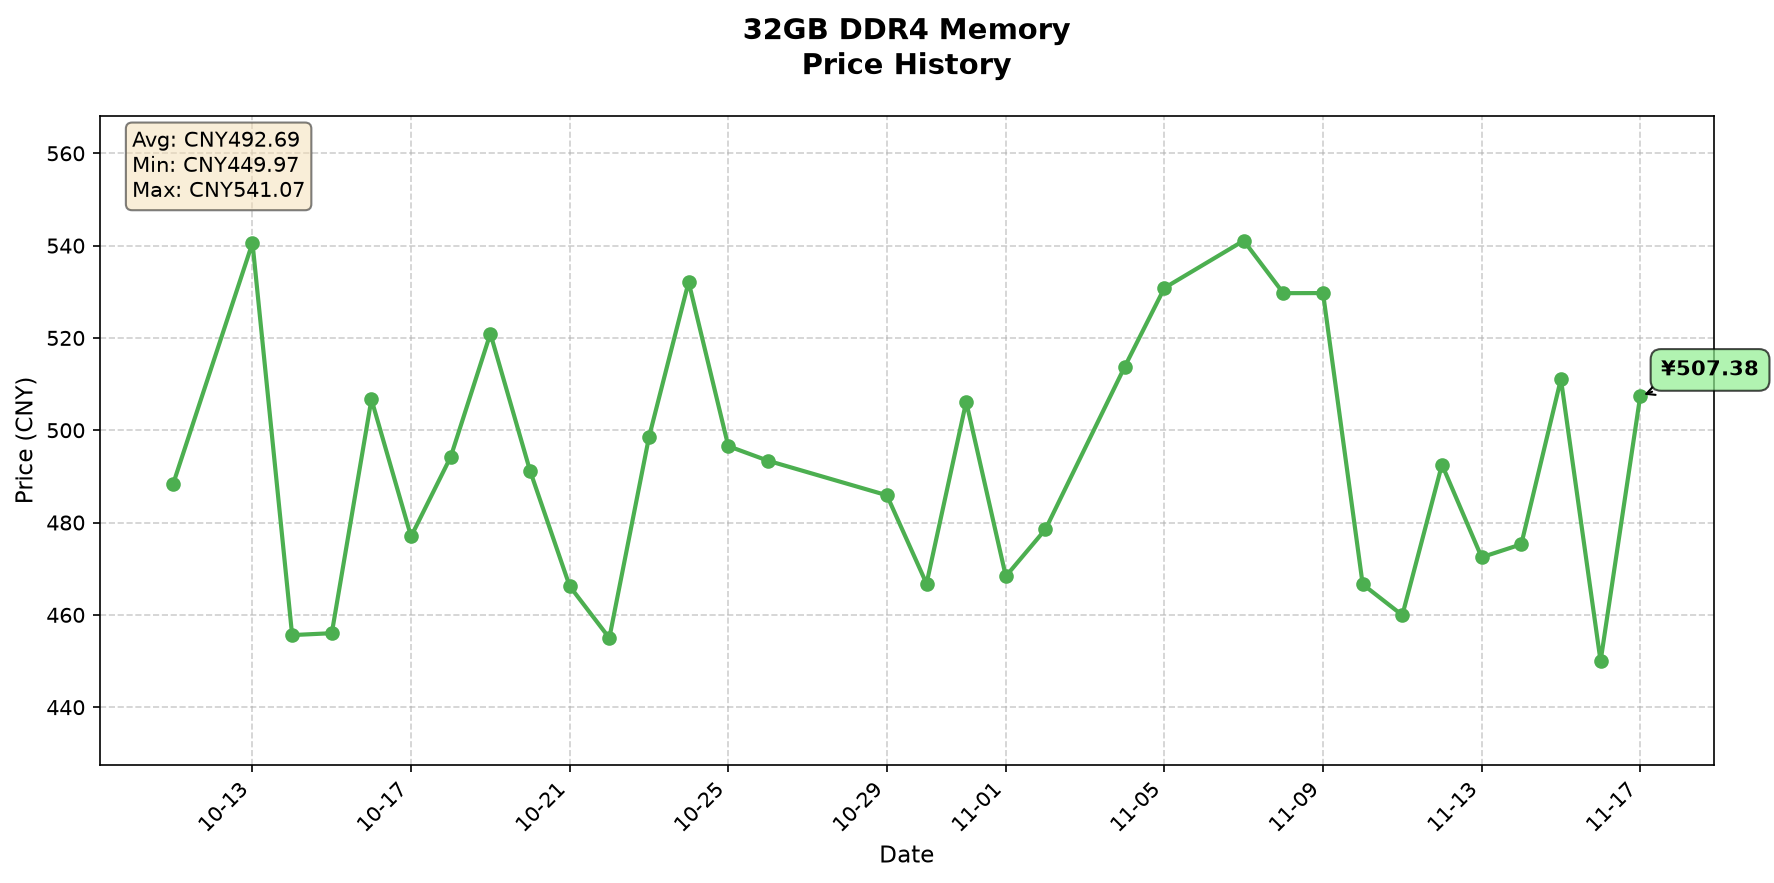 32GB DDR4 Memory
Price History
Avg: CNY492.69
Min: CNY449.97
Max: CNY541.07
560
540
520
500
480
460
440
Price (CNY)
¥507.38
10-13
10-17
10-21
10-25
10-29
11-01
11-05
11-09
11-13
11-17
Date